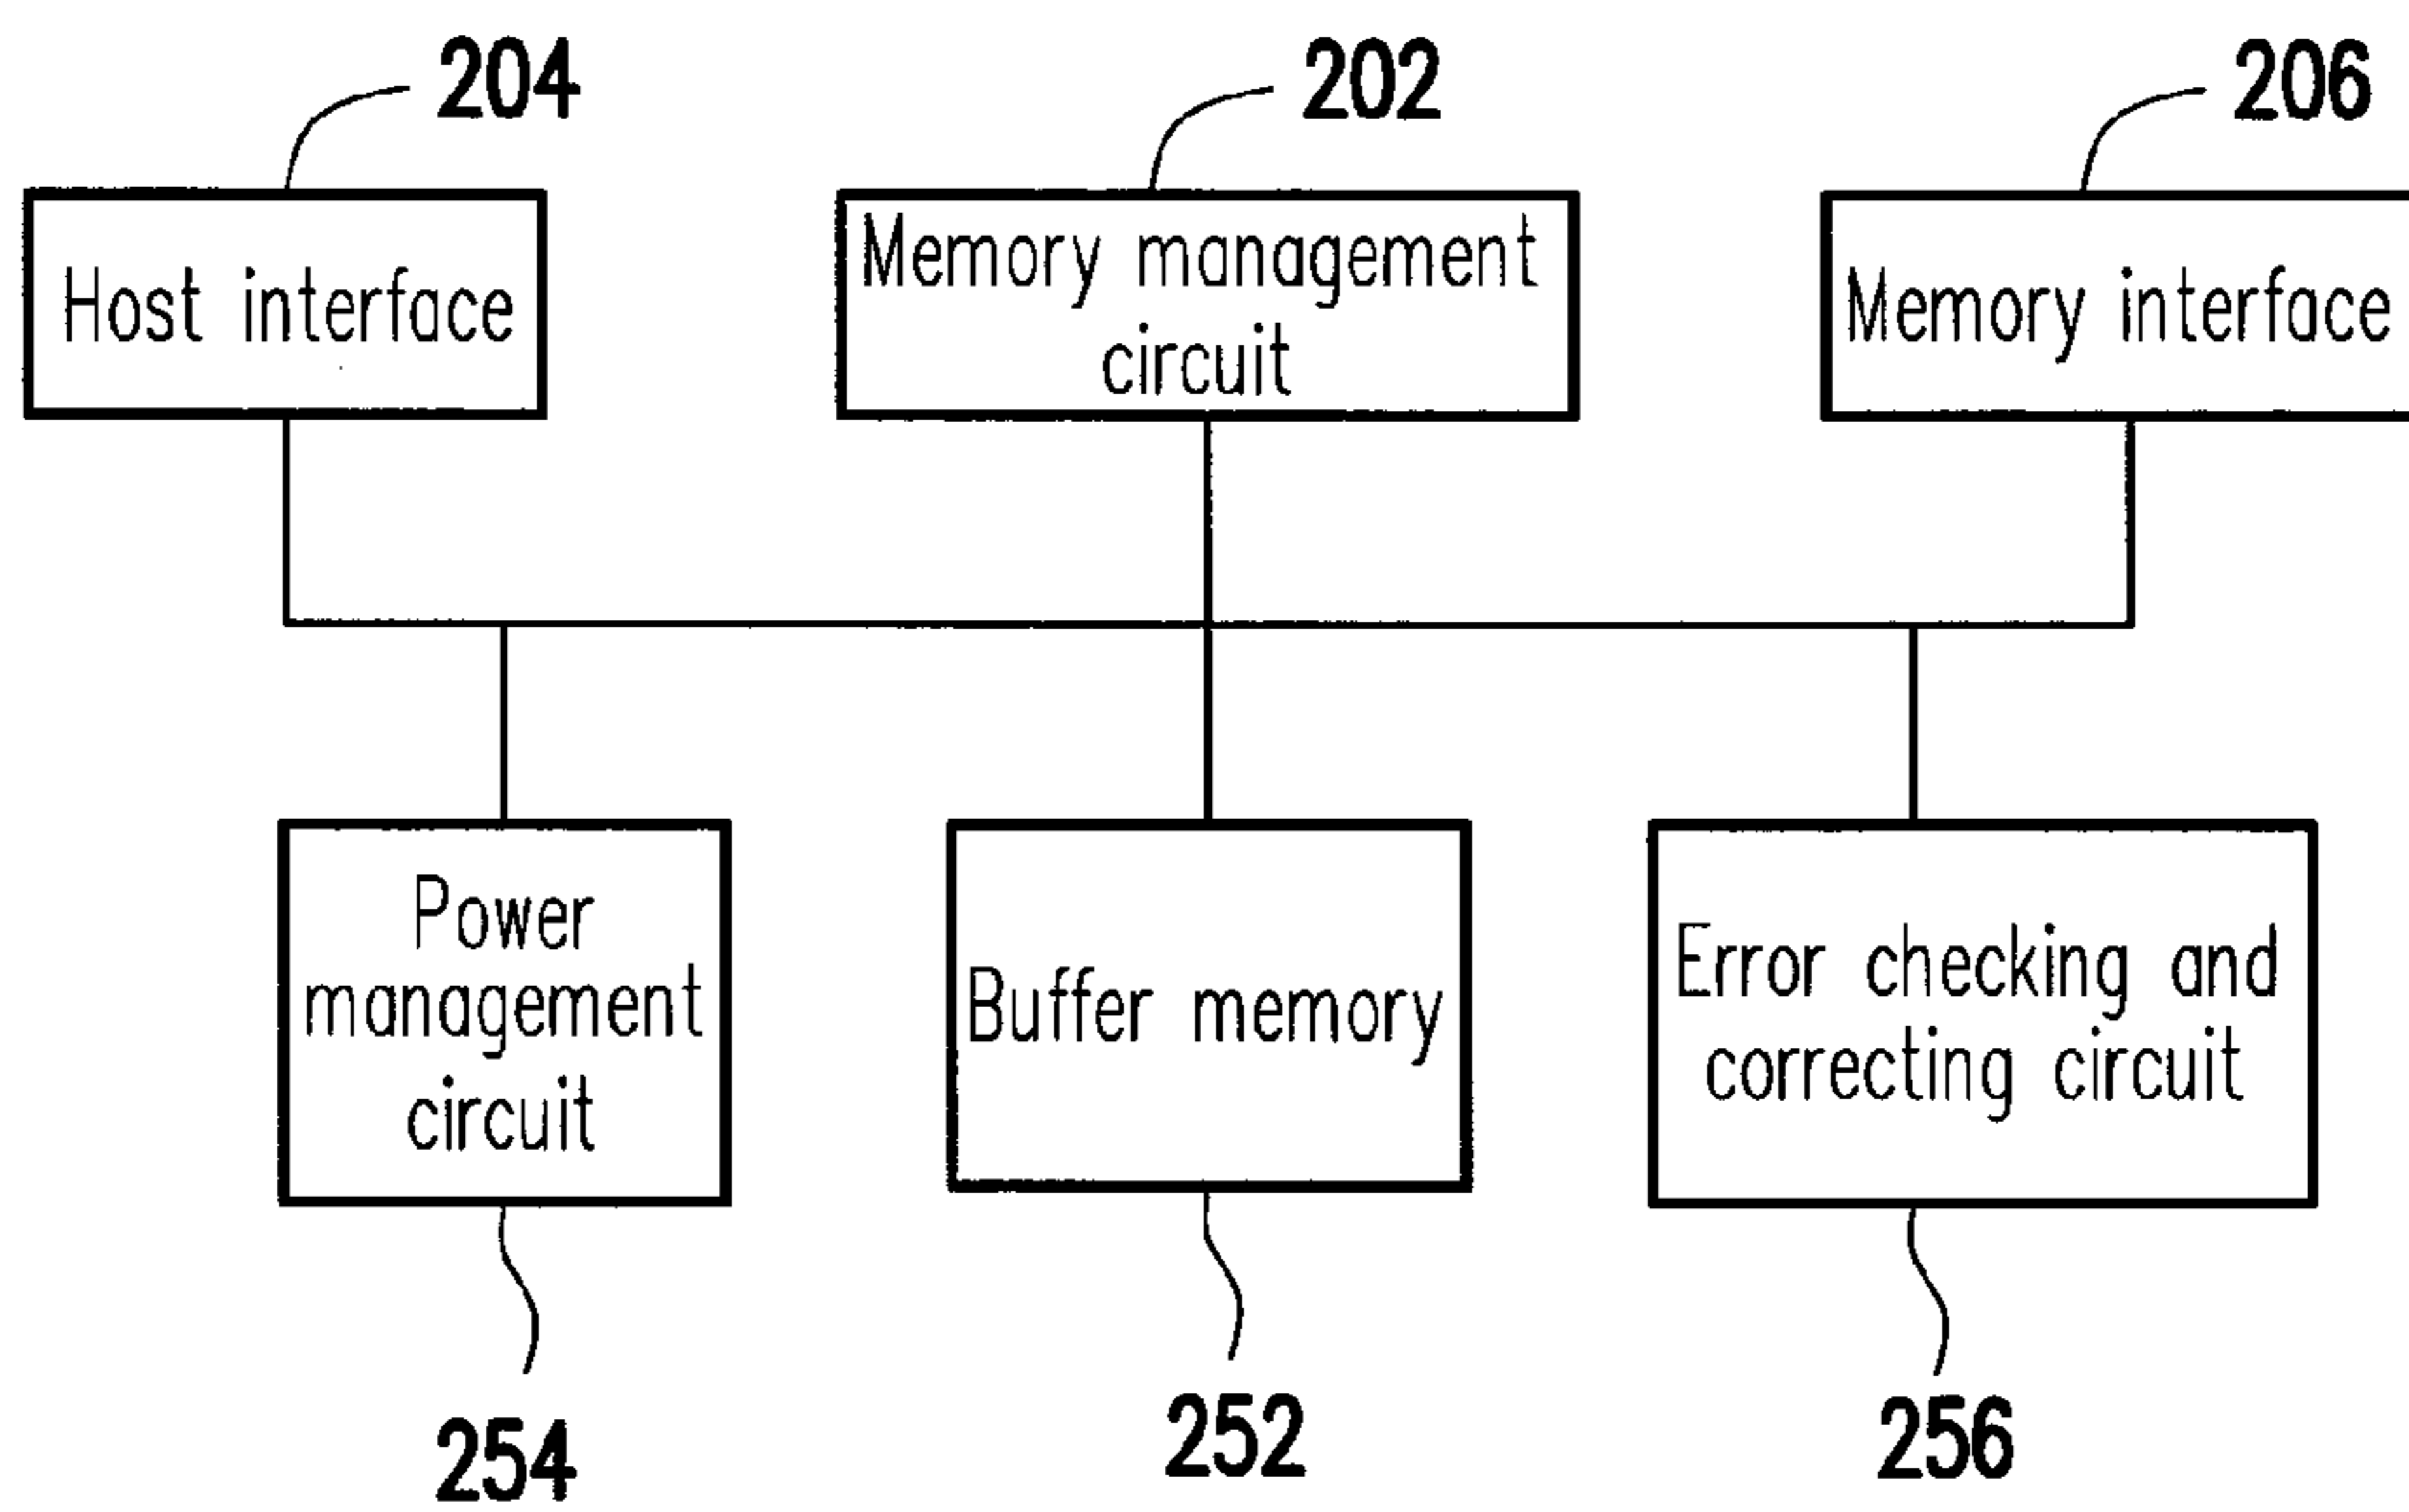 204
202
206
Host interface
Memory management
circuit
Memory interface
Power
management
circuit
Buffer memory
Error checking and
correcting circuit
254
252
256